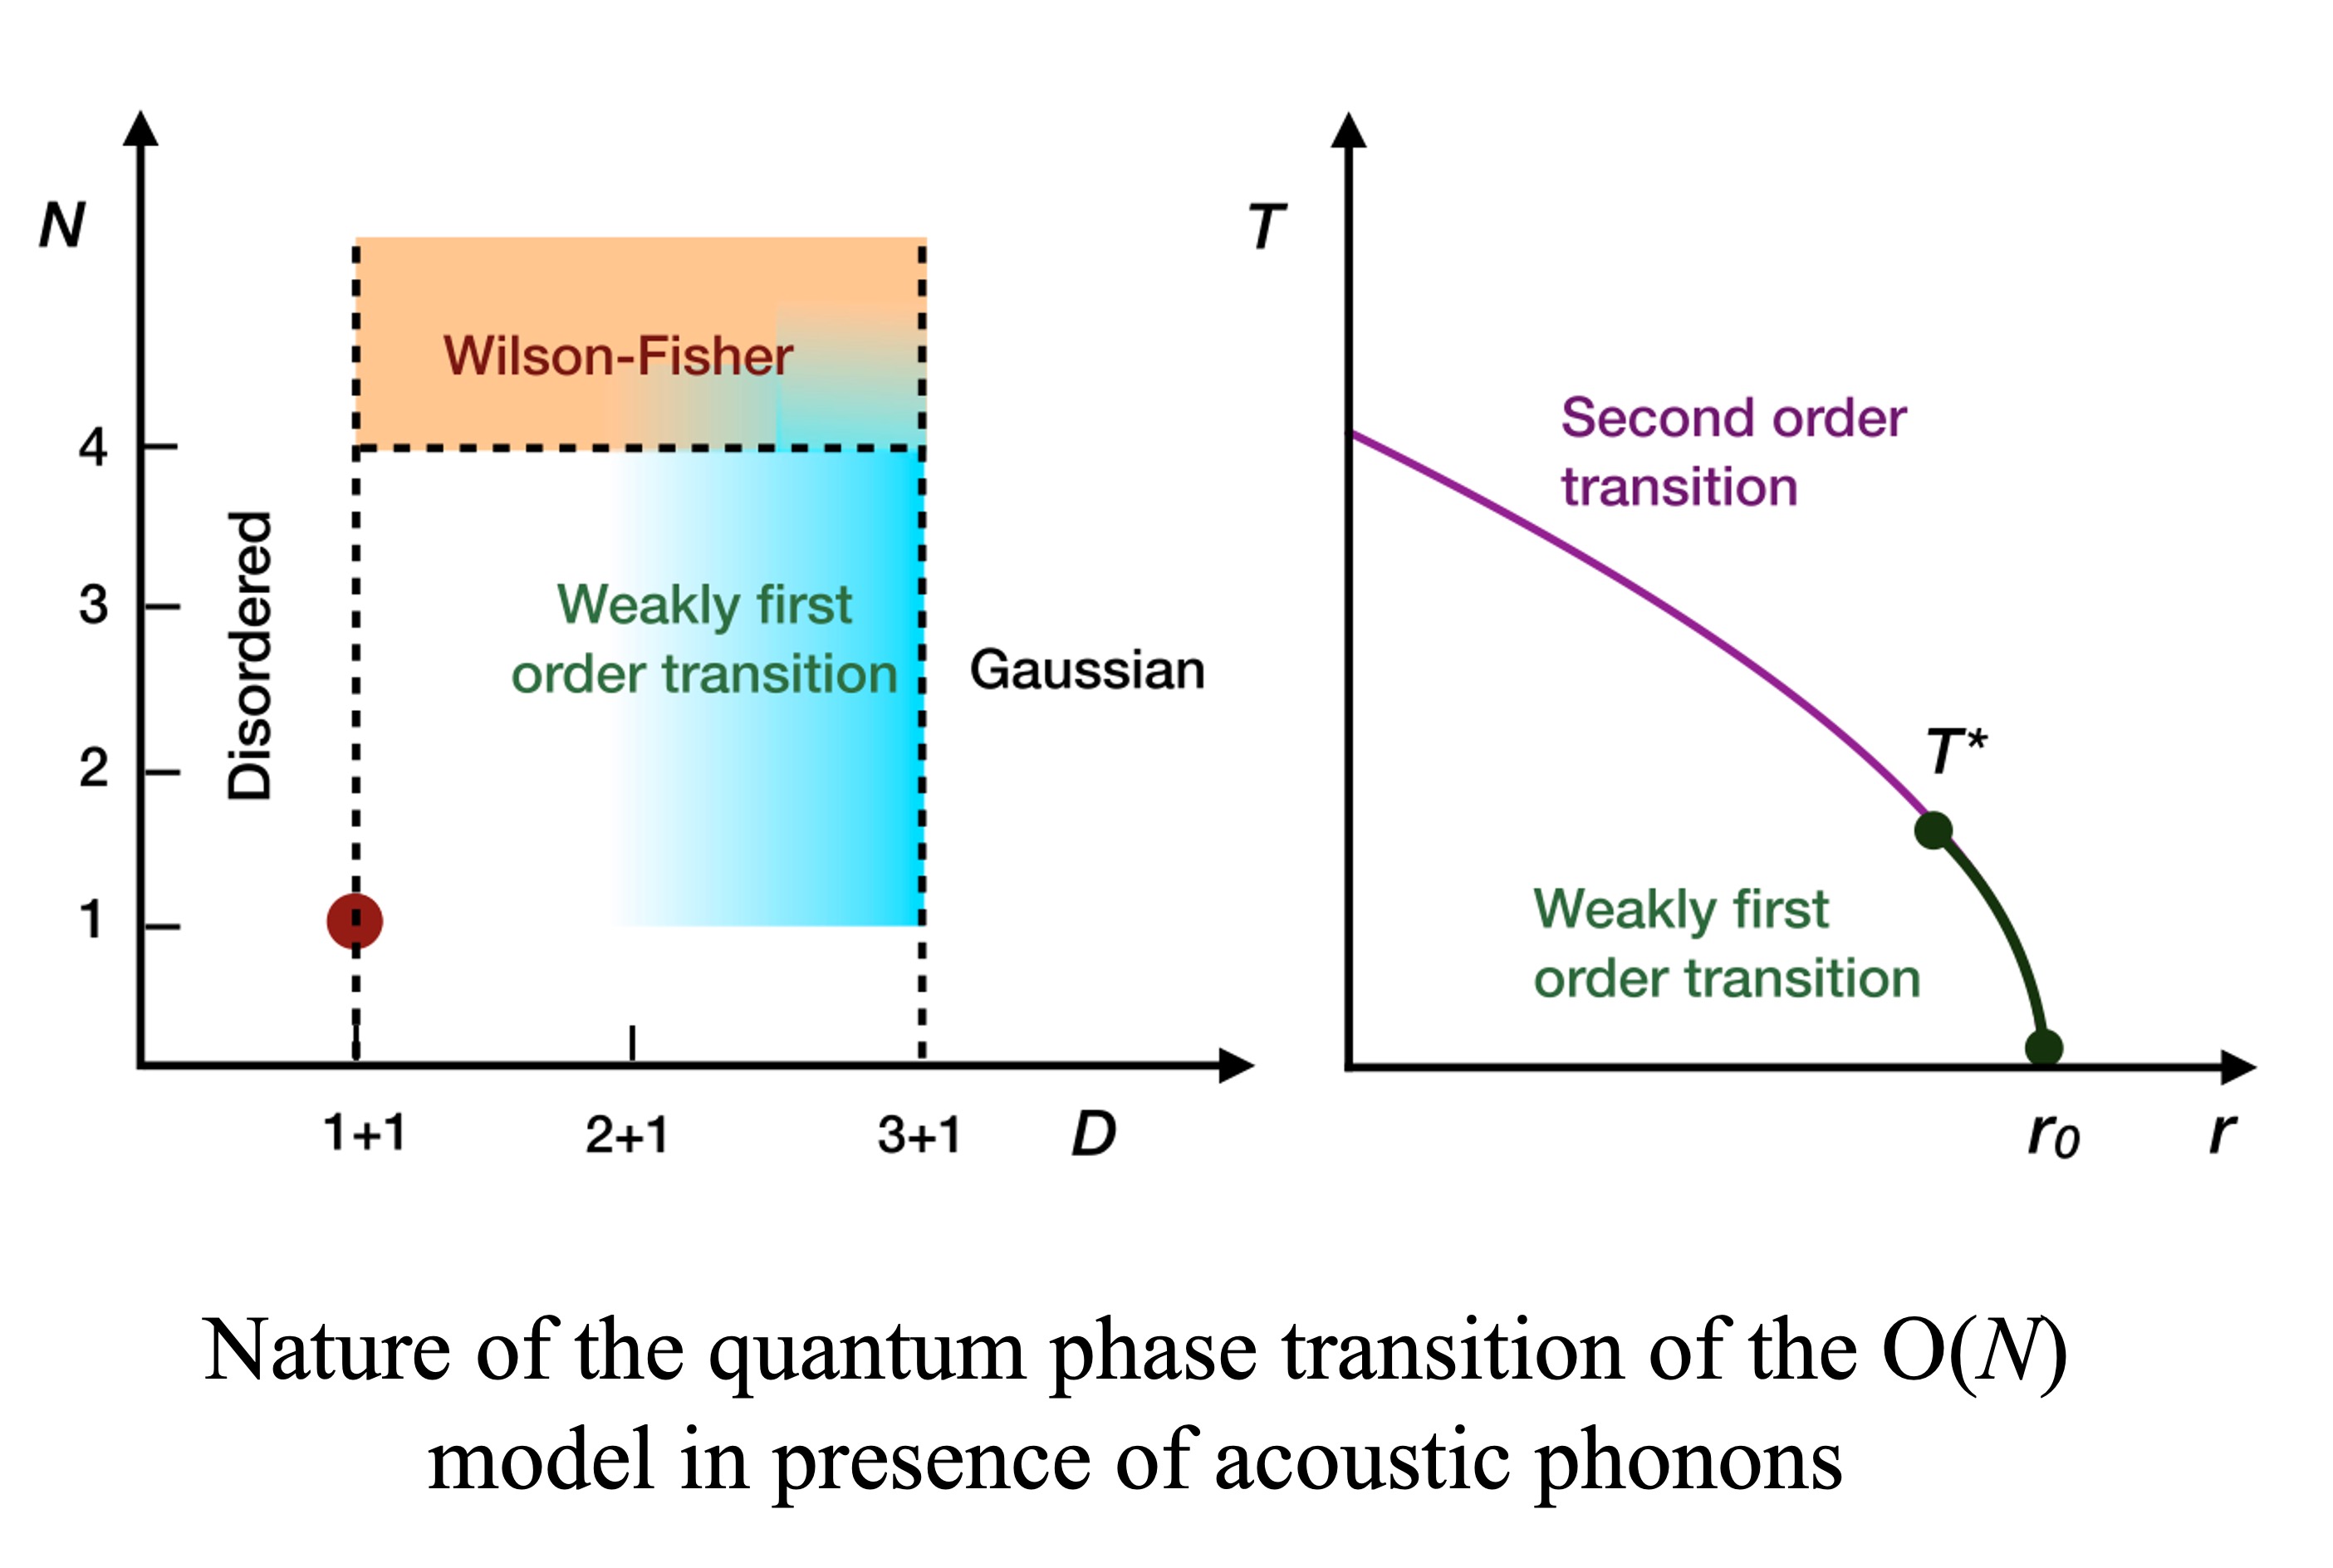 N
Wilson-Fisher
4
3
2
1
Disordered
Weakly first
order transition
Gaussian
1+1
2+1
3+1
D
T
Second order
transition
T*
Weakly first
order transition
r0
r
Nature of the quantum phase transition of the O(N)
model in presence of acoustic phonons